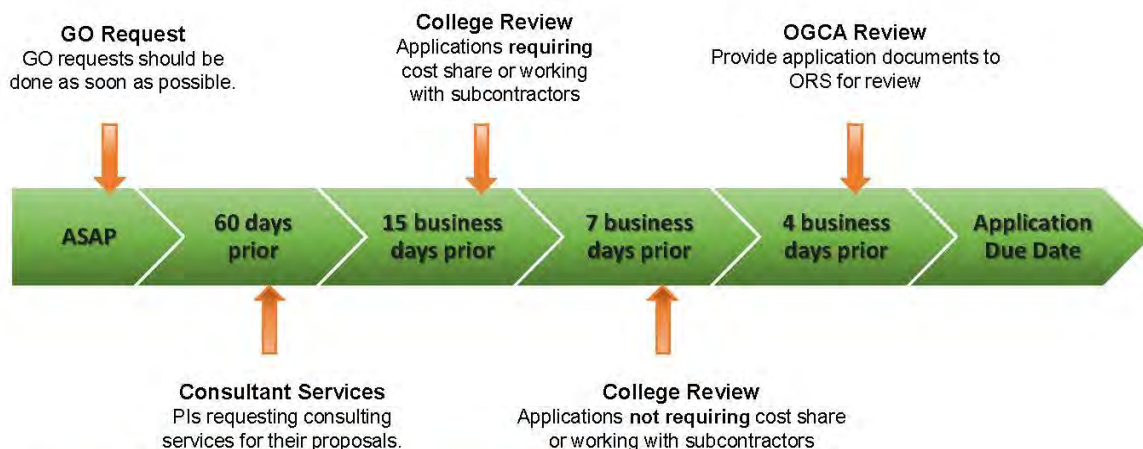 GO Request
GO requests should be
done as soon as possible.
College Review
Applications requiring
cost share or working
with subcontractors
OGCA Review
Provide application documents to
ORS for review
ASAP
60 days
prior
15 business
days prior
7 business
days prior
4 business
days prior
Application
Due Date
Consultant Services
PIs requesting consulting
services for their proposals.
College Review
Applications not requiring cost share
or working with subcontractors